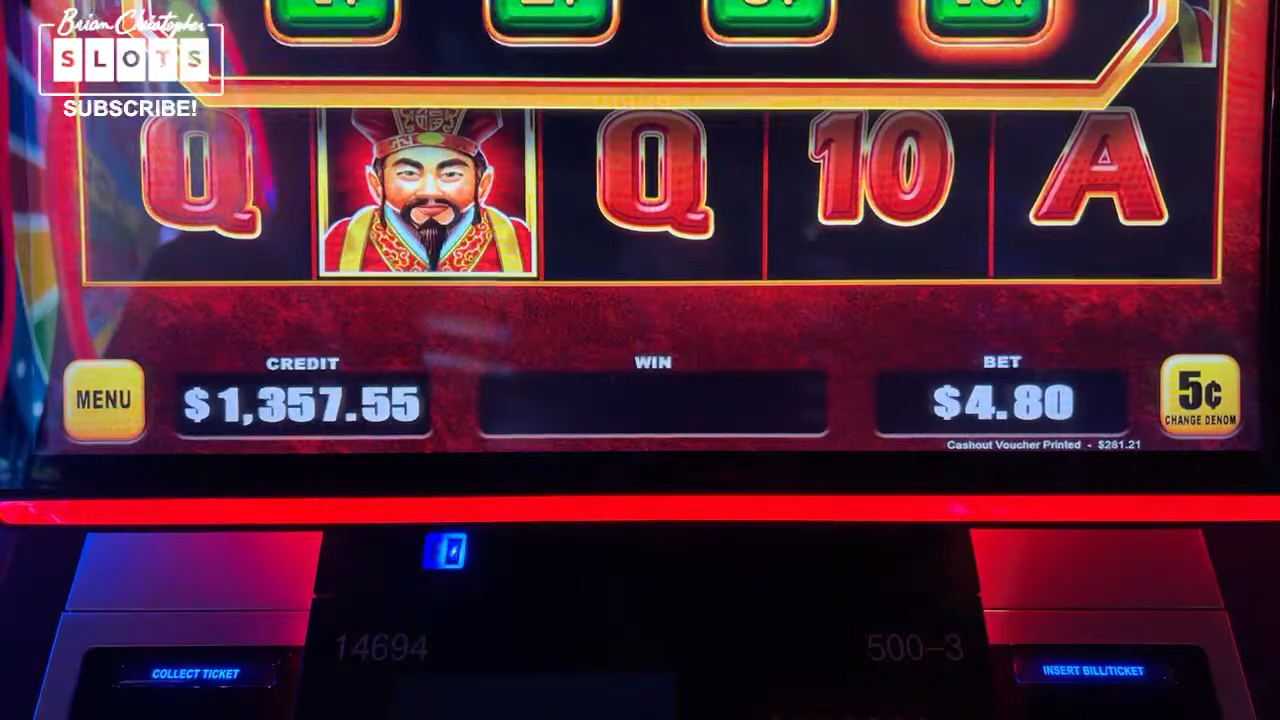 Brian Christopher
SLOTS
SUBSCRIBE!
Q Q 10 A
CREDIT WIN BET
MENU $1,357.55 $4.80 5¢
CHANGE DENOM
Cashout Voucher Printed - $281.21
14694 500-3
COLLECT TICKET INSERT BILL/TICKET